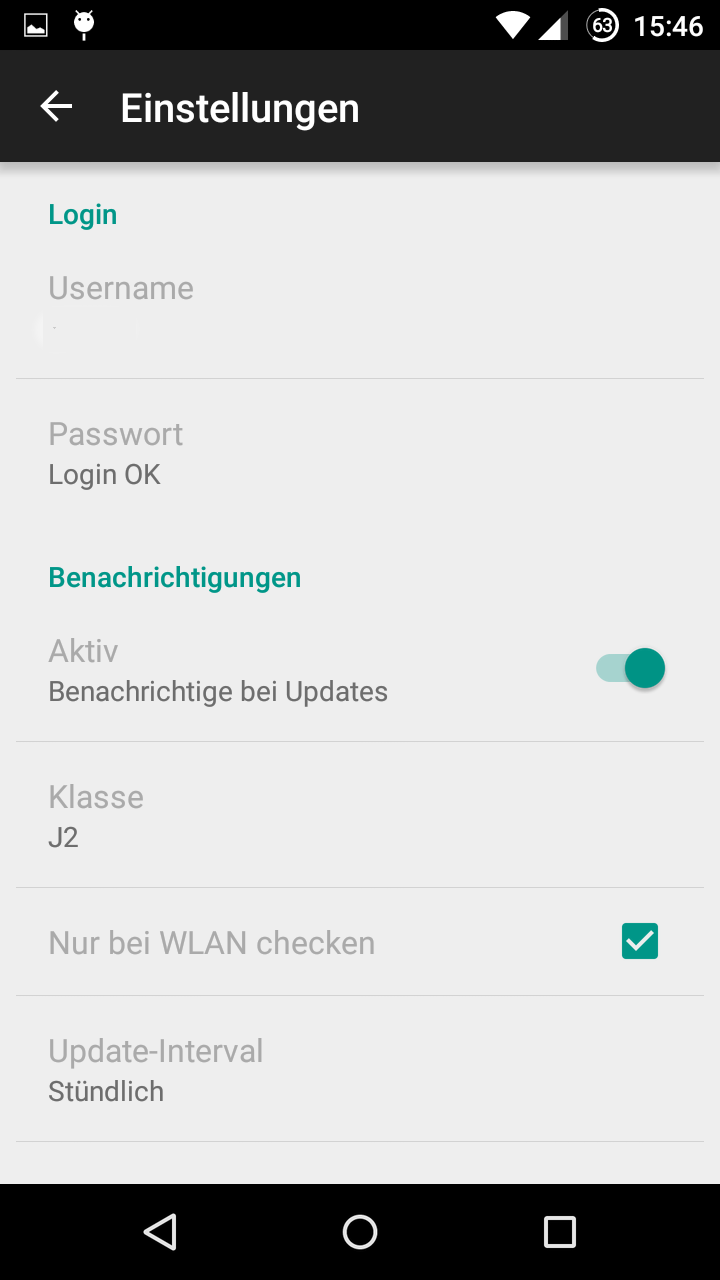 63 15:46
Einstellungen
Login
Username
Passwort
Login OK
Benachrichtigungen
Aktiv
Benachrichtige bei Updates
Klasse
J2
Nur bei WLAN checken
Update-Interval
Stündlich